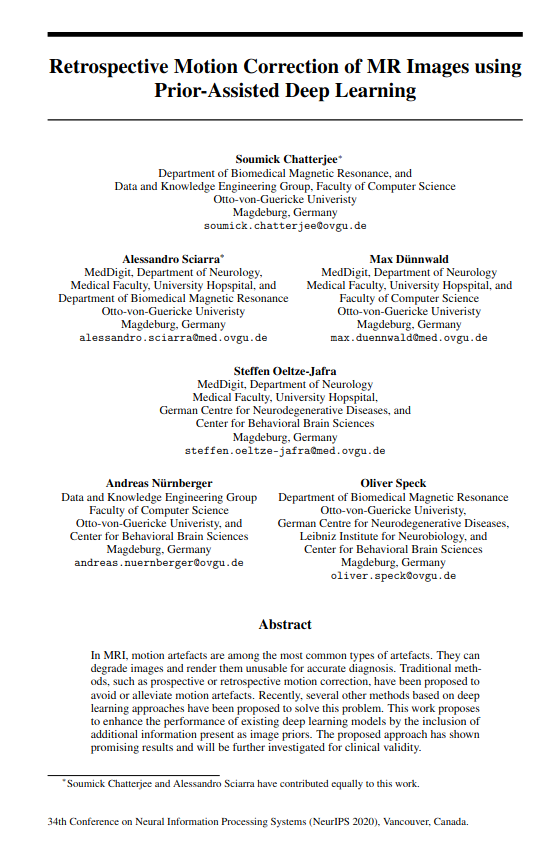 Retrospective Motion Correction of MR Images using
Prior-Assisted Deep Learning
Soumick Chatterjee*
Department of Biomedical Magnetic Resonance, and
Data and Knowledge Engineering Group, Faculty of Computer Science
Otto-von-Guericke Univeristy
Magdeburg, Germany
soumick.chatterjee@ovgu.de
Alessandro Sciarra*
MedDigit, Department of Neurology,
Medical Faculty, University Hopspital, and
Department of Biomedical Magnetic Resonance
Otto-von-Guericke Univeristy
Magdeburg, Germany
alessandro.sciarra@med.ovgu.de
Max Dünnwald
MedDigit, Department of Neurology
Medical Faculty, University Hopspital, and
Faculty of Computer Science
Otto-von-Guericke Univeristy
Magdeburg, Germany
max.duennwald@med.ovgu.de
Steffen Oeltze-Jafra
MedDigit, Department of Neurology
Medical Faculty, University Hopspital,
German Centre for Neurodegenerative Diseases, and
Center for Behavioral Brain Sciences
Magdeburg, Germany
steffen.oeltze-jafra@med.ovgu.de
Andreas Nürnberger
Data and Knowledge Engineering Group
Faculty of Computer Science
Otto-von-Guericke Univeristy, and
Center for Behavioral Brain Sciences
Magdeburg, Germany
andreas.nuernberger@ovgu.de
Oliver Speck
Department of Biomedical Magnetic Resonance
Otto-von-Guericke Univeristy,
German Centre for Neurodegenerative Diseases,
Leibniz Institute for Neurobiology, and
Center for Behavioral Brain Sciences
Magdeburg, Germany
oliver.speck@ovgu.de
Abstract
In MRI, motion artefacts are among the most common types of artefacts. They can
degrade images and render them unusable for accurate diagnosis. Traditional meth-
ods, such as prospective or retrospective motion correction, have been proposed to
avoid or alleviate motion artefacts. Recently, several other methods based on deep
learning approaches have been proposed to solve this problem. This work proposes
to enhance the performance of existing deep learning models by the inclusion of
additional information present as image priors. The proposed approach has shown
promising results and will be further investigated for clinical validity.
*Soumick Chatterjee and Alessandro Sciarra have contributed equally to this work.
34th Conference on Neural Information Processing Systems (NeurIPS 2020), Vancouver, Canada.